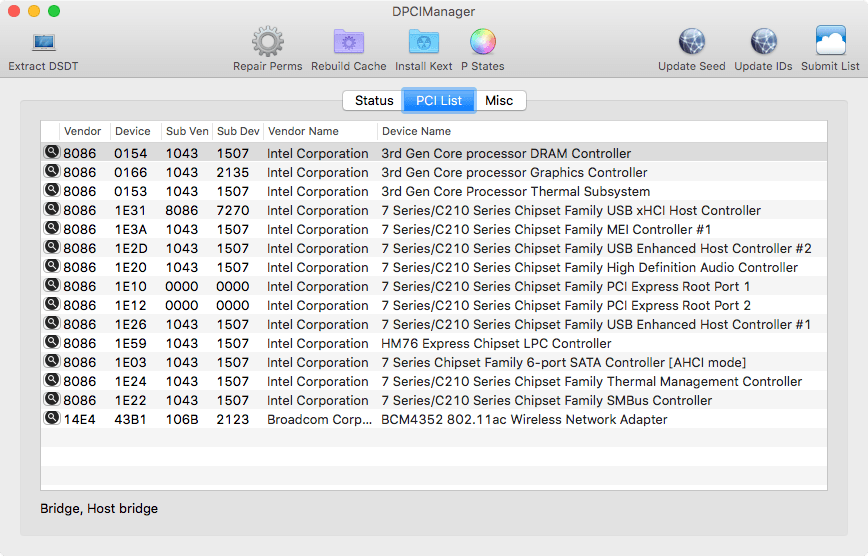 DPCIManager
Extract DSDT Repair Perms Rebuild Cache Install Kext P States Update Seed Update IDs Submit List
Status PCI List Misc
Vendor Device Sub Ven Sub Dev Vendor Name Device Name
8086 0154 1043 1507 Intel Corporation 3rd Gen Core processor DRAM Controller
8086 0166 1043 2135 Intel Corporation 3rd Gen Core processor Graphics Controller
8086 0153 1043 1507 Intel Corporation 3rd Gen Core Processor Thermal Subsystem
8086 1E31 8086 7270 Intel Corporation 7 Series/C210 Series Chipset Family USB xHCI Host Controller
8086 1E3A 1043 1507 Intel Corporation 7 Series/C210 Series Chipset Family MEI Controller #1
8086 1E2D 1043 1507 Intel Corporation 7 Series/C210 Series Chipset Family USB Enhanced Host Controller #2
8086 1E20 1043 1507 Intel Corporation 7 Series/C210 Series Chipset Family High Definition Audio Controller
8086 1E10 0000 0000 Intel Corporation 7 Series/C210 Series Chipset Family PCI Express Root Port 1
8086 1E12 0000 0000 Intel Corporation 7 Series/C210 Series Chipset Family PCI Express Root Port 2
8086 1E26 1043 1507 Intel Corporation 7 Series/C210 Series Chipset Family USB Enhanced Host Controller #1
8086 1E59 1043 1507 Intel Corporation HM76 Express Chipset LPC Controller
8086 1E03 1043 1507 Intel Corporation 7 Series Chipset Family 6-port SATA Controller [AHCI mode]
8086 1E24 1043 1507 Intel Corporation 7 Series/C210 Series Chipset Family Thermal Management Controller
8086 1E22 1043 1507 Intel Corporation 7 Series/C210 Series Chipset Family SMBus Controller
14E4 43B1 106B 2123 Broadcom Corp... BCM4352 802.11ac Wireless Network Adapter
Bridge, Host bridge